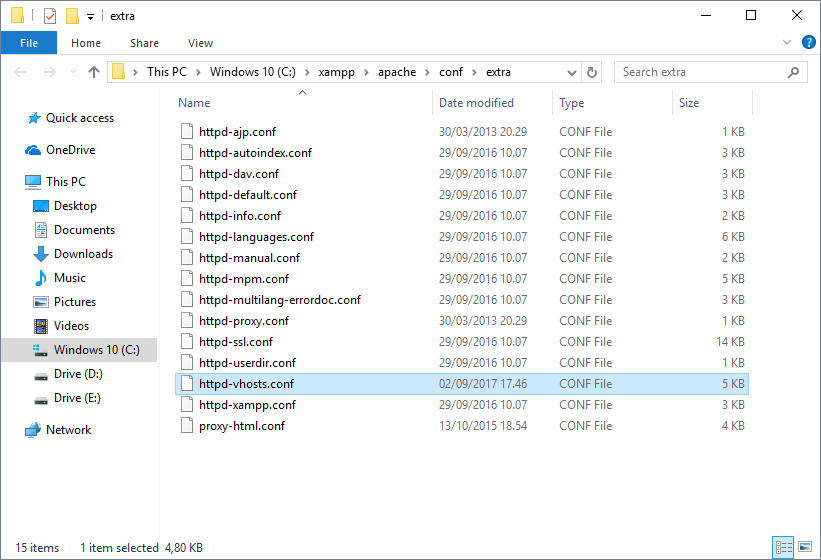 extra
File Home Share View
This PC Windows 10 (C:) xampp apache conf extra Search extra
Name Date modified Type Size
Quick access
OneDrive
This PC
Desktop
Documents
Downloads
Music
Pictures
Videos
Windows 10 (C:)
Drive (D:)
Drive (E:)
Network
httpd-ajp.conf 30/03/2013 20.29 CONF File 1 KB
httpd-autoindex.conf 29/09/2016 10.07 CONF File 3 KB
httpd-dav.conf 29/09/2016 10.07 CONF File 3 KB
httpd-default.conf 29/09/2016 10.07 CONF File 3 KB
httpd-info.conf 29/09/2016 10.07 CONF File 2 KB
httpd-languages.conf 29/09/2016 10.07 CONF File 6 KB
httpd-manual.conf 29/09/2016 10.07 CONF File 2 KB
httpd-mpm.conf 29/09/2016 10.07 CONF File 5 KB
httpd-multilang-errordoc.conf 29/09/2016 10.07 CONF File 3 KB
httpd-proxy.conf 30/03/2013 20.29 CONF File 1 KB
httpd-ssl.conf 29/09/2016 10.07 CONF File 14 KB
httpd-userdir.conf 29/09/2016 10.07 CONF File 1 KB
httpd-vhosts.conf 02/09/2017 17.46 CONF File 5 KB
httpd-xampp.conf 29/09/2016 10.07 CONF File 3 KB
proxy-html.conf 13/10/2015 18.54 CONF File 4 KB
15 items 1 item selected 4,80 KB